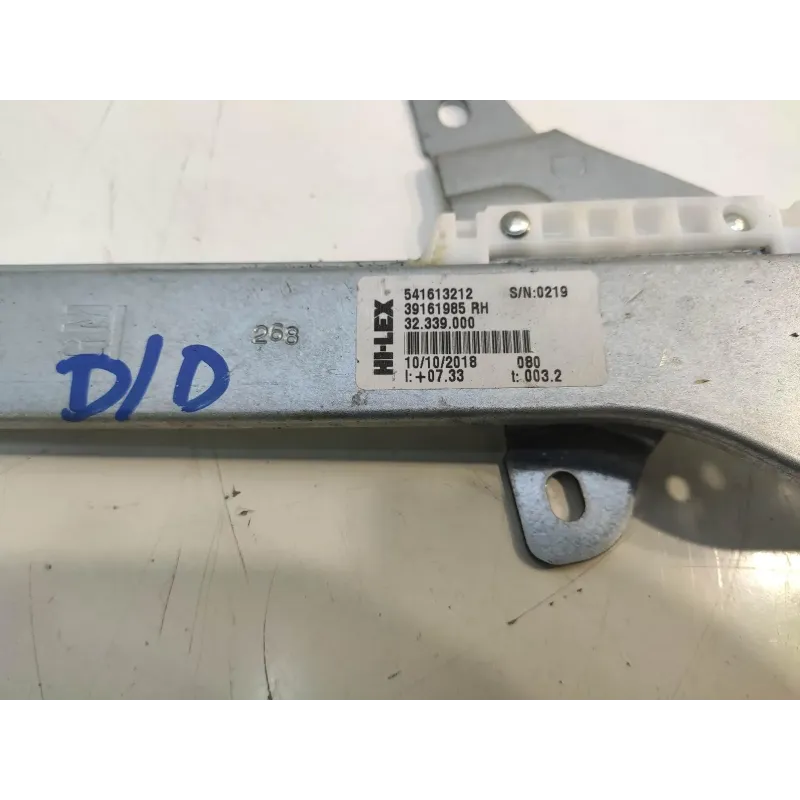 541613212 S/N:0219
39161985 RH
32.339.000
HI-LEX
10/10/2018 080
I:+07.33 t:003.2
268
D/D